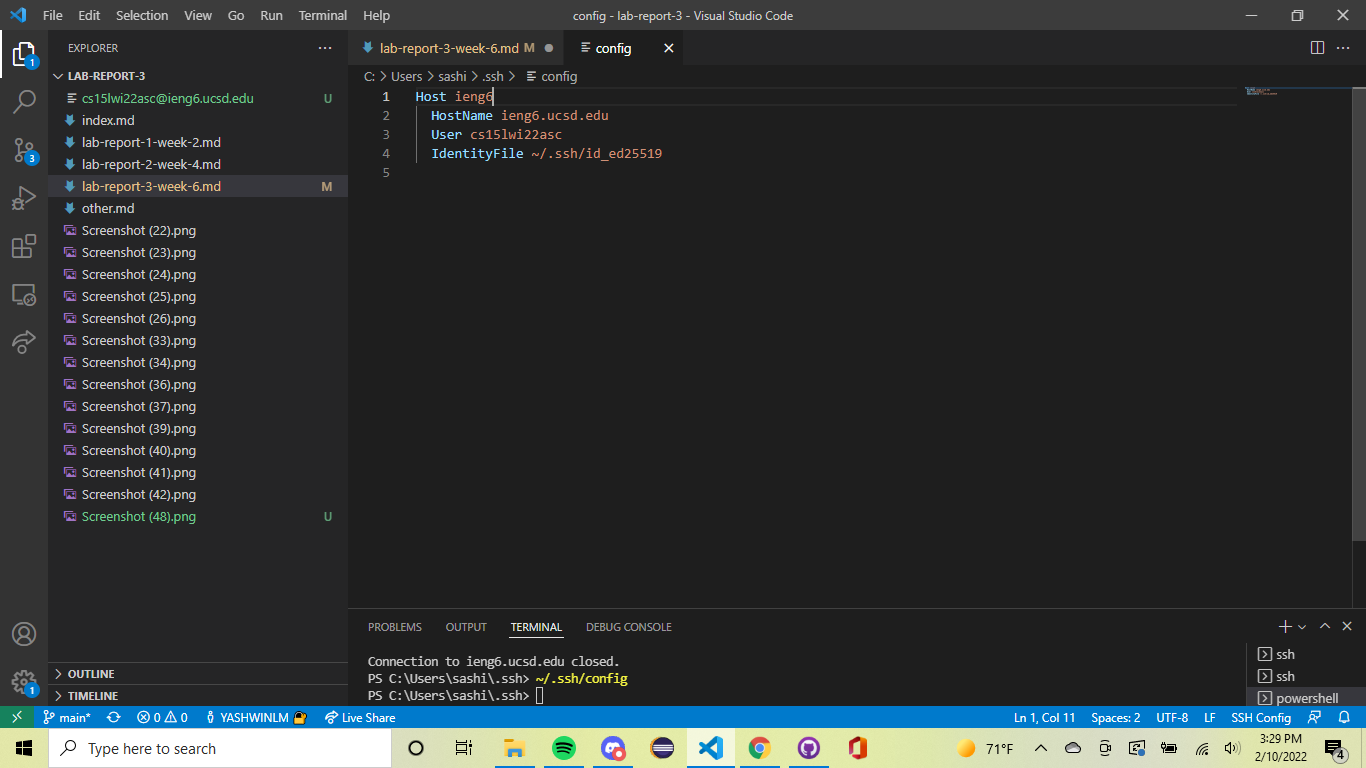 File Edit Selection View Go Run Terminal Help config - lab-report-3 - Visual Studio Code
EXPLORER
LAB-REPORT-3
cs15lwi22asc@ieng6.ucsd.edu U
index.md
lab-report-1-week-2.md
lab-report-2-week-4.md
lab-report-3-week-6.md M
other.md
Screenshot (22).png
Screenshot (23).png
Screenshot (24).png
Screenshot (25).png
Screenshot (26).png
Screenshot (33).png
Screenshot (34).png
Screenshot (36).png
Screenshot (37).png
Screenshot (39).png
Screenshot (40).png
Screenshot (41).png
Screenshot (42).png
Screenshot (48).png U
OUTLINE
TIMELINE
1
3
1
lab-report-3-week-6.md M config
C: > Users > sashi > .ssh > config
1 Host ieng6
2 HostName ieng6.ucsd.edu
3 User cs15lwi22asc
4 IdentityFile ~/.ssh/id_ed25519
5
PROBLEMS OUTPUT TERMINAL DEBUG CONSOLE
Connection to ieng6.ucsd.edu closed.
PS C:\Users\sashi\.ssh> ~/.ssh/config
PS C:\Users\sashi\.ssh>
ssh
ssh
powershell
main* 0 0 YASHWINLM Live Share Ln 1, Col 11 Spaces: 2 UTF-8 LF SSH Config
Type here to search 71°F 3:29 PM
2/10/2022
4